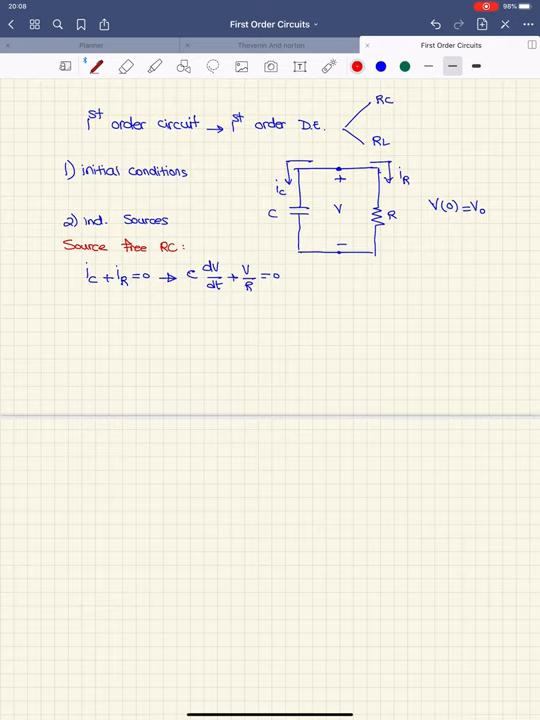 20:08
98%
First Order Circuits
Planner
Thevenin And norton
First Order Circuits
1st order circuit → 1st order D.E.
RC
RL
1) initial conditions
2) ind. Sources
Source free RC:
iC + iR = 0 → C dV/dt + V/R = 0
iC
+
iR
C
V
R
−
V(0) = V0